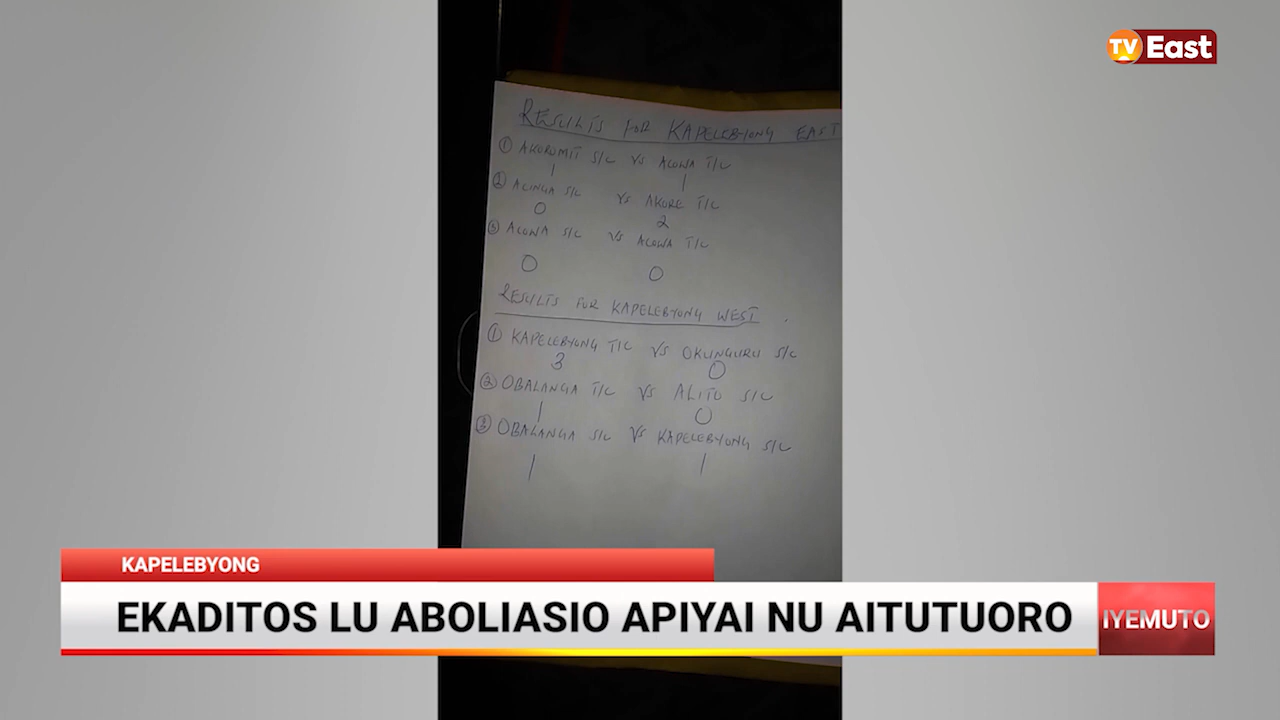 TV East
RESULTS FOR KAPELEBYONG EAST
① AKOROMIT S/C VS ACOWA T/C
1 1
② ALINGA S/C VS AKORE T/C
0 2
③ ACOWA S/C VS ACOWA T/C
0 0
RESULTS FOR KAPELEBYONG WEST
① KAPELEBYONG T/C VS OKUNGURU S/C
3 0
② OBALANGA T/C VS ALITO S/C
1 0
③ OBALANGA S/C VS KAPELEBYONG S/C
1 1
KAPELEBYONG
EKADITOS LU ABOLIASIO APIYAI NU AITUTUORO
IYEMUTO